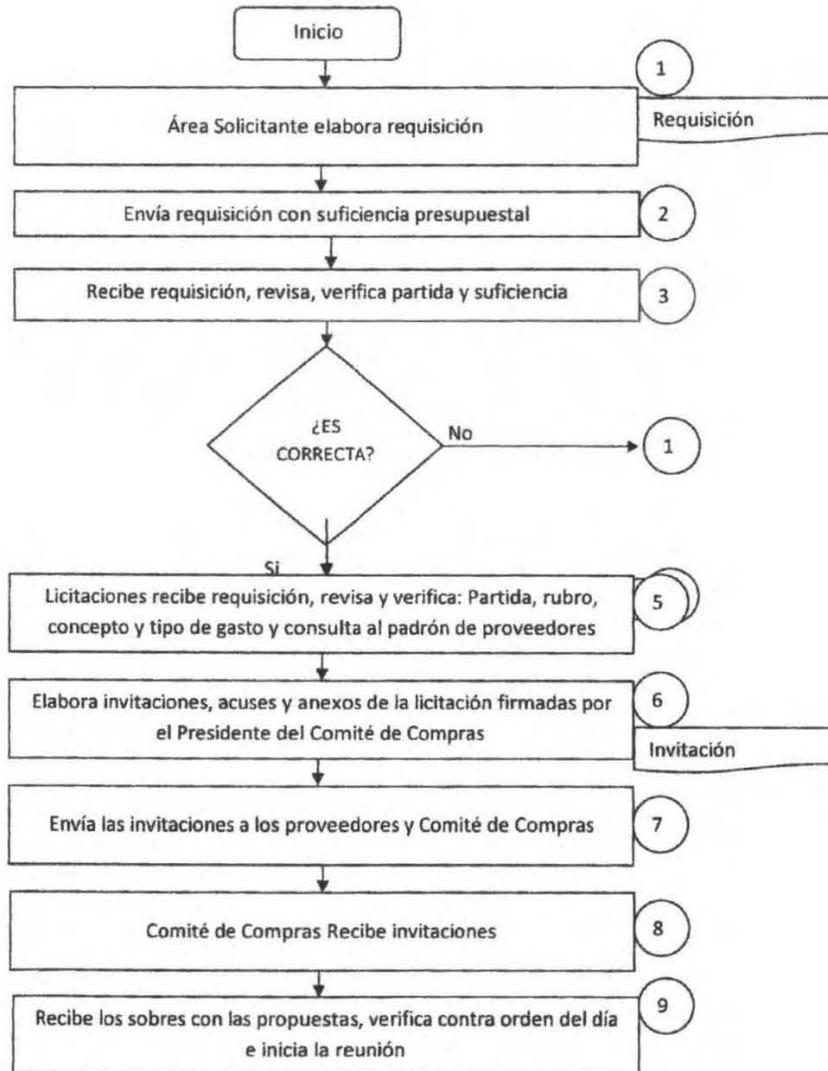 Inicio
1
Área Solicitante elabora requisición
Requisición
Envía requisición con suficiencia presupuestal
2
Recibe requisición, revisa, verifica partida y suficiencia
3
¿ES
CORRECTA?
No
1
Si
Licitaciones recibe requisición, revisa y verifica: Partida, rubro,
concepto y tipo de gasto y consulta al padrón de proveedores
5
Elabora invitaciones, acuses y anexos de la licitación firmadas por
el Presidente del Comité de Compras
6
Invitación
Envía las invitaciones a los proveedores y Comité de Compras
7
Comité de Compras Recibe invitaciones
8
Recibe los sobres con las propuestas, verifica contra orden del día
e inicia la reunión
9